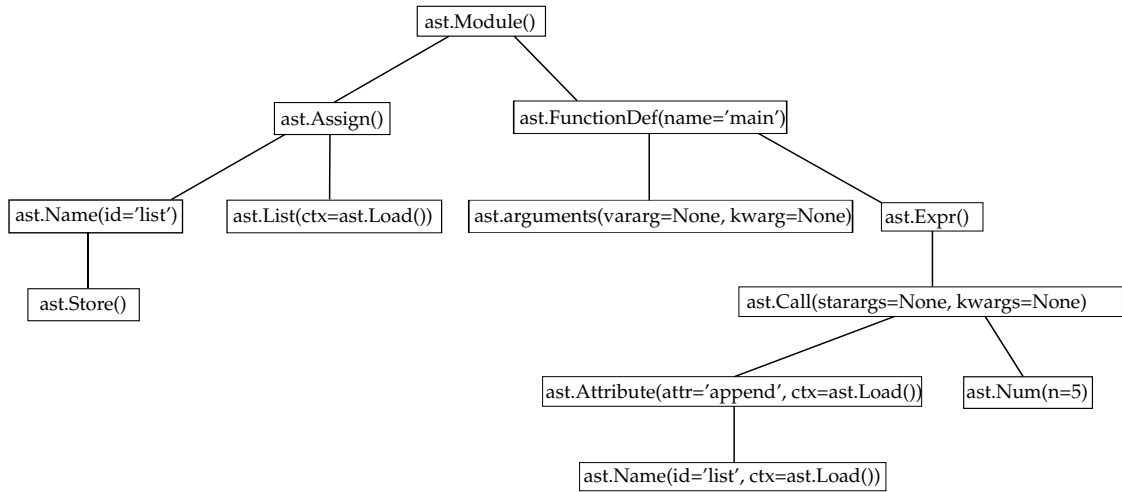 ast.Module()
ast.Assign()
ast.FunctionDef(name=’main’)
ast.Name(id=’list’)
ast.List(ctx=ast.Load())
ast.arguments(vararg=None, kwarg=None)
ast.Expr()
ast.Store()
ast.Call(starargs=None, kwargs=None)
ast.Attribute(attr=’append’, ctx=ast.Load())
ast.Num(n=5)
ast.Name(id=’list’, ctx=ast.Load())